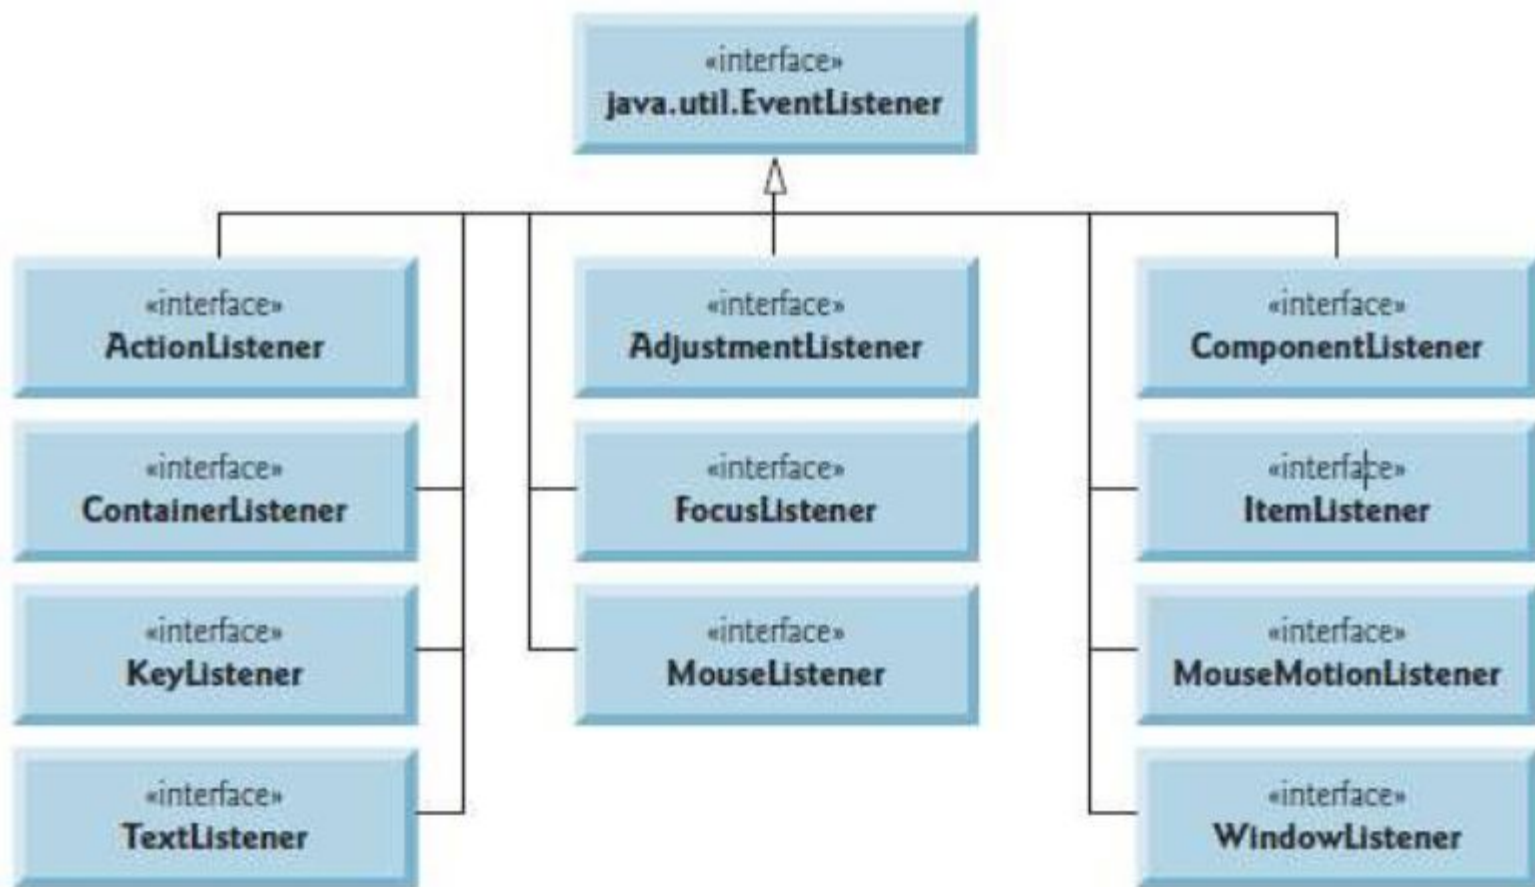 «interface»
java.util.EventListener
«interface»
ActionListener
«interface»
AdjustmentListener
«interface»
ComponentListener
«interface»
ContainerListener
«interface»
FocusListener
«interface»
ItemListener
«interface»
KeyListener
«interface»
MouseListener
«interface»
MouseMotionListener
«interface»
TextListener
«interface»
WindowListener